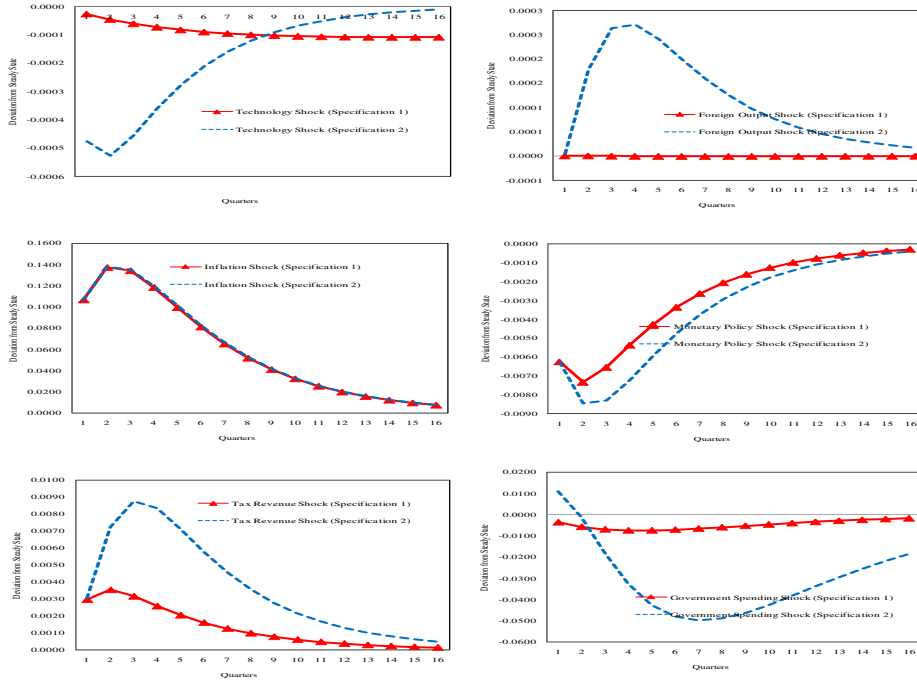 0.0000
-0.0001
-0.0002
-0.0003
-0.0004
-0.0005
-0.0006
Deviation from Steady State
1 2 3 4 5 6 7 8 9 10 11 12 13 14 15 16
Technology Shock (Specification 1)
Technology Shock (Specification 2)
Quarters
0.0003
0.0003
0.0002
0.0002
0.0001
0.0001
0.0000
-0.0001
Deviation from Steady State
Foreign Output Shock (Specification 1)
Foreign Output Shock (Specification 2)
1 2 3 4 5 6 7 8 9 10 11 12 13 14 15 16
Quarters
0.1600
0.1400
0.1200
0.1000
0.0800
0.0600
0.0400
0.0200
0.0000
Deviation from Steady State
Inflation Shock (Specification 1)
Inflation Shock (Specification 2)
1 2 3 4 5 6 7 8 9 10 11 12 13 14 15 16
Quarters
0.0000
-0.0010
-0.0020
-0.0030
-0.0040
-0.0050
-0.0060
-0.0070
-0.0080
-0.0090
Deviation from Steady State
Monetary Policy Shock (Specification 1)
Monetary Policy Shock (Specification 2)
1 2 3 4 5 6 7 8 9 10 11 12 13 14 15 16
Quarters
0.0100
0.0090
0.0080
0.0070
0.0060
0.0050
0.0040
0.0030
0.0020
0.0010
0.0000
Deviation from Steady State
Tax Revenue Shock (Specification 1)
Tax Revenue Shock (Specification 2)
1 2 3 4 5 6 7 8 9 10 11 12 13 14 15 16
Quarters
0.0200
0.0100
0.0000
-0.0100
-0.0200
-0.0300
-0.0400
-0.0500
-0.0600
Deviation from Steady State
Government Spending Shock (Specification 1)
Government Spending Shock (Specification 2)
1 2 3 4 5 6 7 8 9 10 11 12 13 14 15 16
Quarters